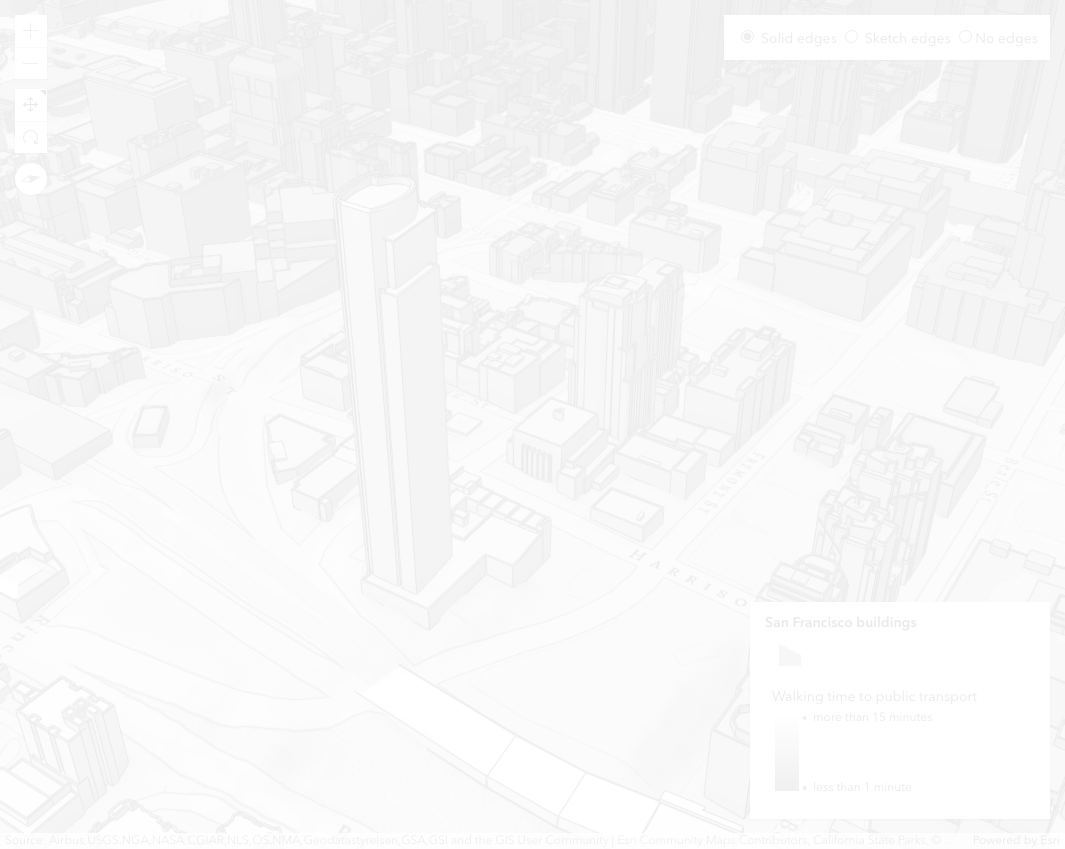 Solid edges Sketch edges No edges
HARRISO
San Francisco buildings
Walking time to public transport
more than 15 minutes
less than 1 minute
Source: Airbus,USGS,NGA,NASA,CGIAR,NLS,OS,NMA,Geodatastyrelsen,GSA,GSI and the GIS User Community | Esri Community Maps Contributors, California State Parks, © Powered by Esri